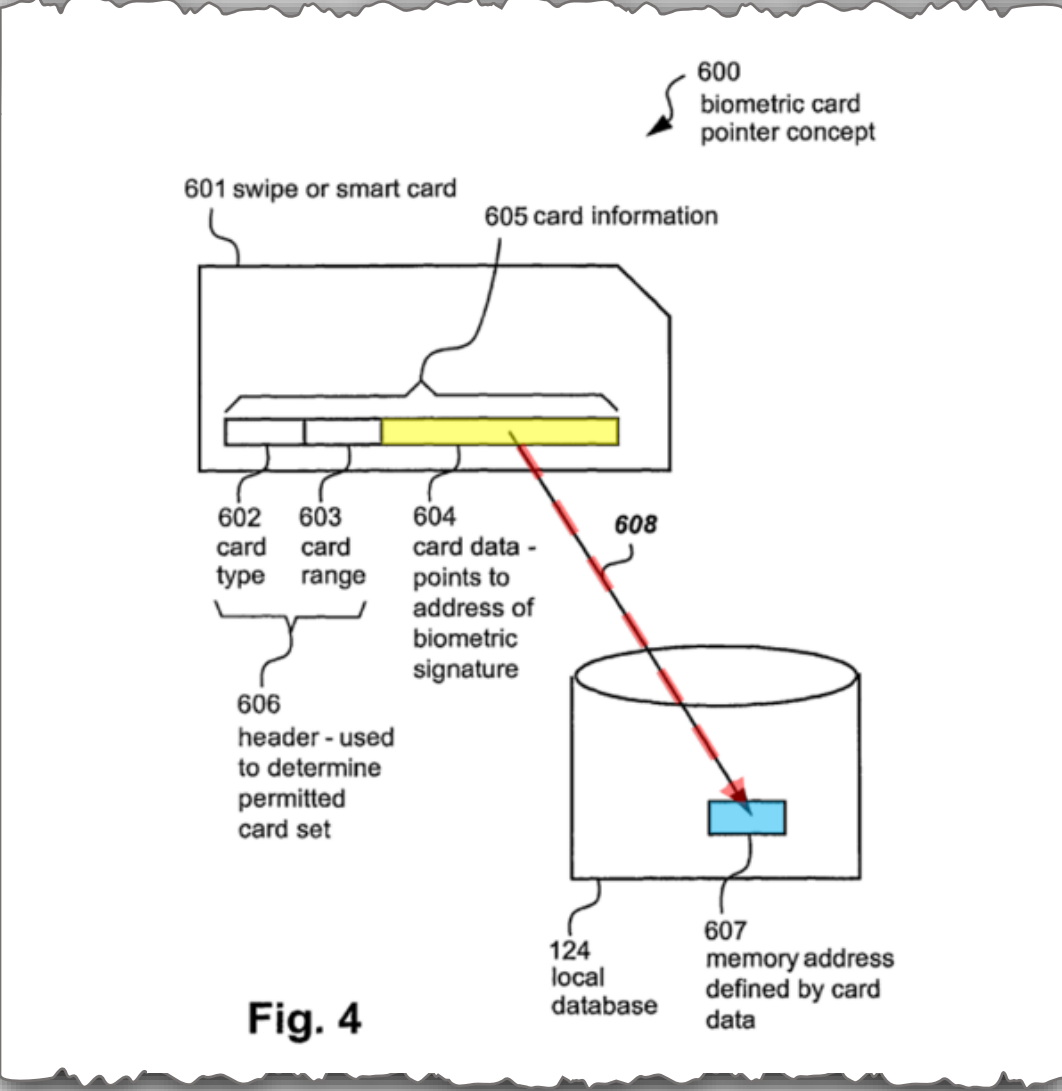 600
biometric card
pointer concept
601 swipe or smart card
605 card information
602
card
type
603
card
range
604
card data -
points to
address of
biometric
signature
608
606
header - used
to determine
permitted
card set
124
local
database
607
memory address
defined by card
data
Fig. 4